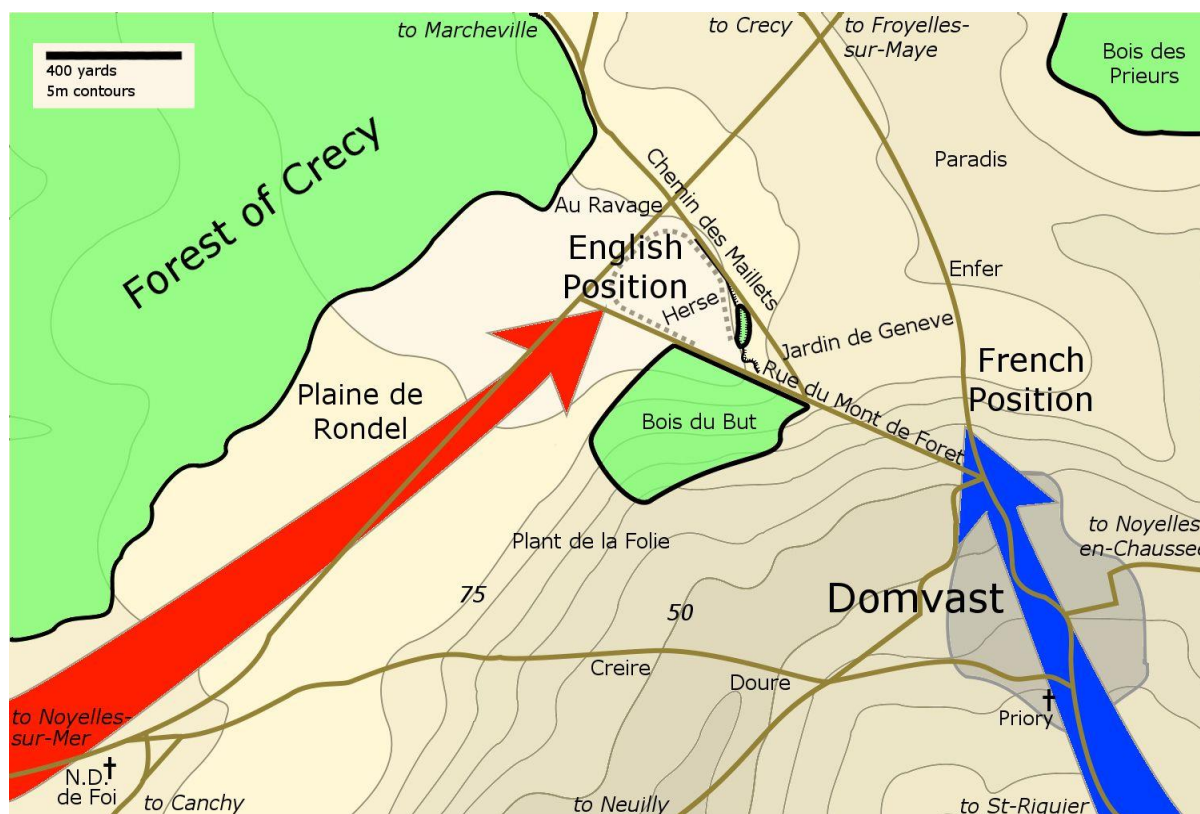 to Marcheville
to Crecy
to Froyelles-
sur-Maye
400 yards
5m contours
Bois des
Prieurs
Forest of Crecy
Chemin des Maillets
Paradis
Au Ravage
English
Position
Herse
Enfer
Jardin de Geneve
French
Position
Rue du Mont de Foret
Plaine de
Rondel
Bois du But
Plant de la Folie
to Noyelles
en-Chaussee
75
50
Domvast
Creire
Doure
Priory
to Noyelles-
sur-Mer
N.D.
de Foi
to Canchy
to Neuilly
to St-Riquier